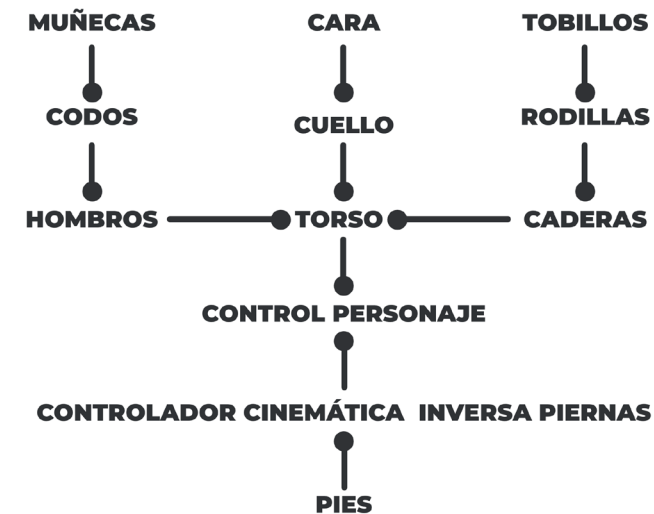 MUÑECAS
CARA
TOBILLOS
CODOS
CUELLO
RODILLAS
HOMBROS
TORSO
CADERAS
CONTROL PERSONAJE
CONTROLADOR CINEMÁTICA INVERSA PIERNAS
PIES